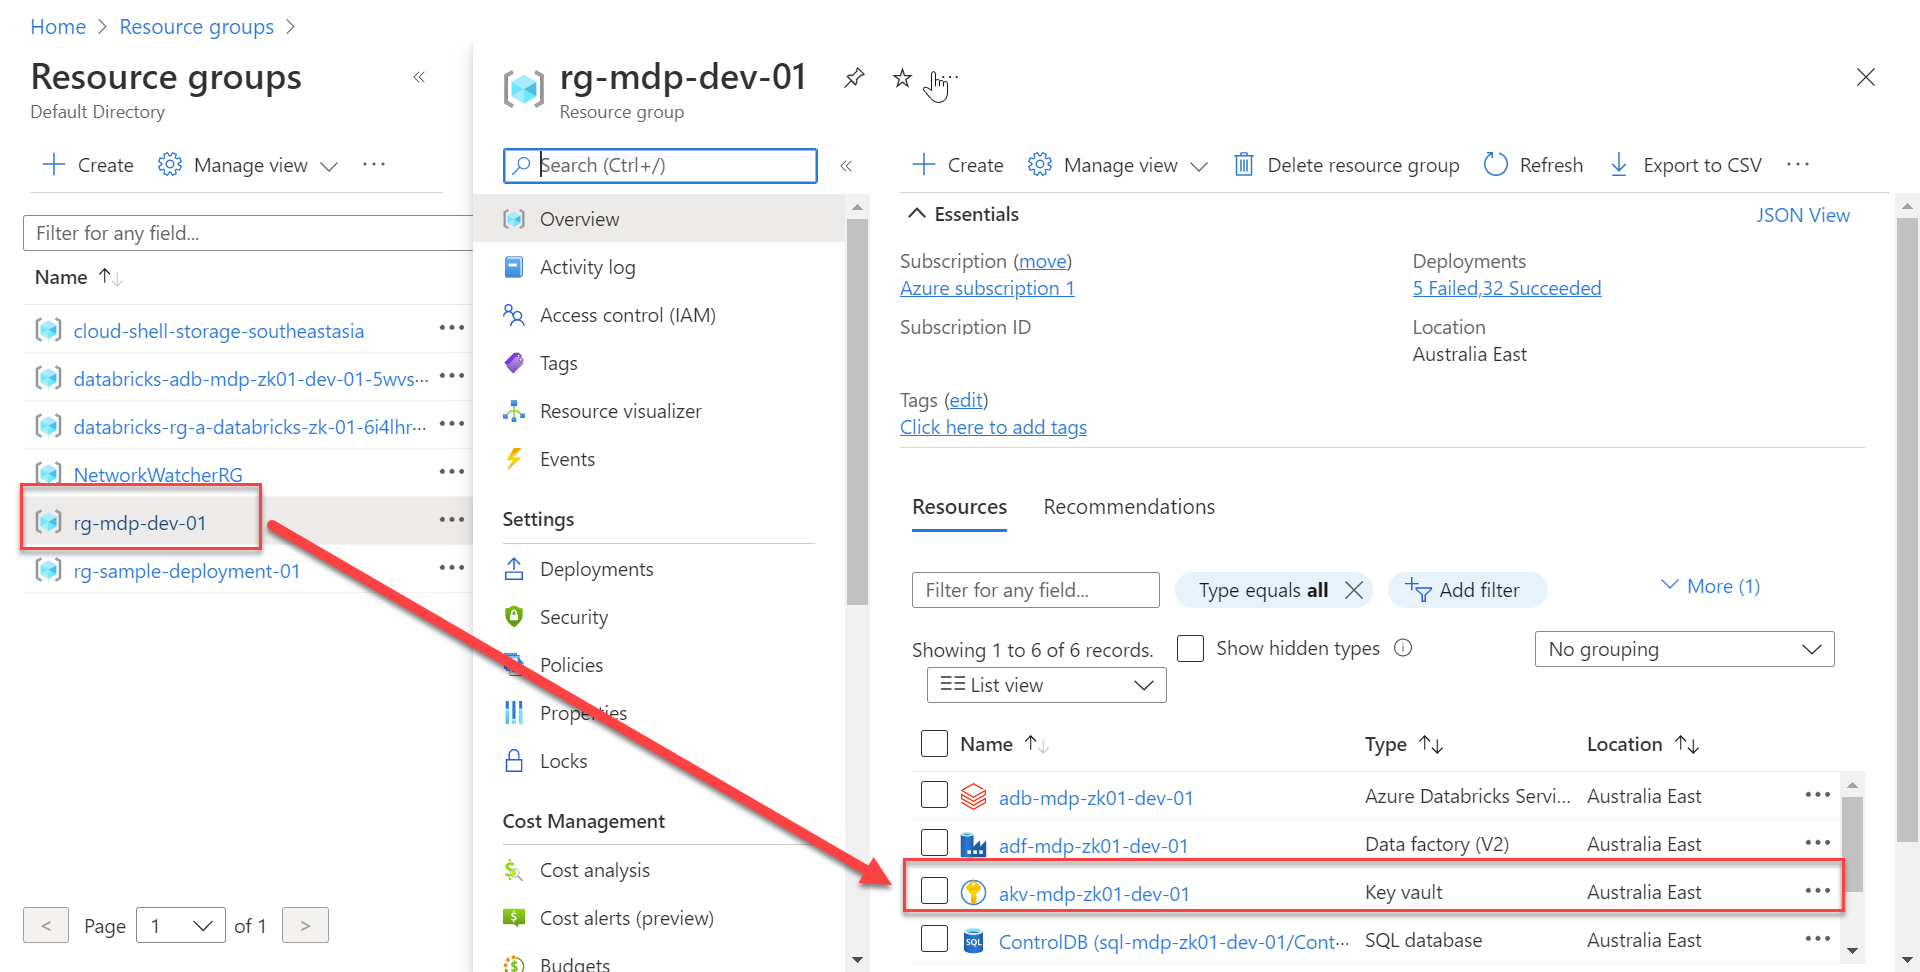 Home > Resource groups >
Resource groups «
Default Directory
+ Create Manage view ···
Filter for any field...
Name ↑↓
cloud-shell-storage-southeastasia ···
databricks-adb-mdp-zk01-dev-01-5wvs··· ···
databricks-rg-a-databricks-zk-01-6i4lhr··· ···
NetworkWatcherRG ···
rg-mdp-dev-01 ···
rg-sample-deployment-01 ···
< Page 1 of 1 >
rg-mdp-dev-01 ···
Resource group
Search (Ctrl+/) «
Overview
Activity log
Access control (IAM)
Tags
Resource visualizer
Events
Settings
Deployments
Security
Policies
Properties
Locks
Cost Management
Cost analysis
Cost alerts (preview)
Budgets
+ Create Manage view Delete resource group Refresh Export to CSV ···
Essentials JSON View
Subscription (move)
Azure subscription 1
Subscription ID
Deployments
5 Failed,32 Succeeded
Location
Australia East
Tags (edit)
Click here to add tags
Resources Recommendations
Filter for any field... Type equals all × Add filter More (1)
Showing 1 to 6 of 6 records. Show hidden types No grouping
List view
Name ↑↓ Type ↑↓ Location ↑↓
adb-mdp-zk01-dev-01 Azure Databricks Servi... Australia East ···
adf-mdp-zk01-dev-01 Data factory (V2) Australia East ···
akv-mdp-zk01-dev-01 Key vault Australia East ···
SQL ControlDB (sql-mdp-zk01-dev-01/Cont··· SQL database Australia East ···